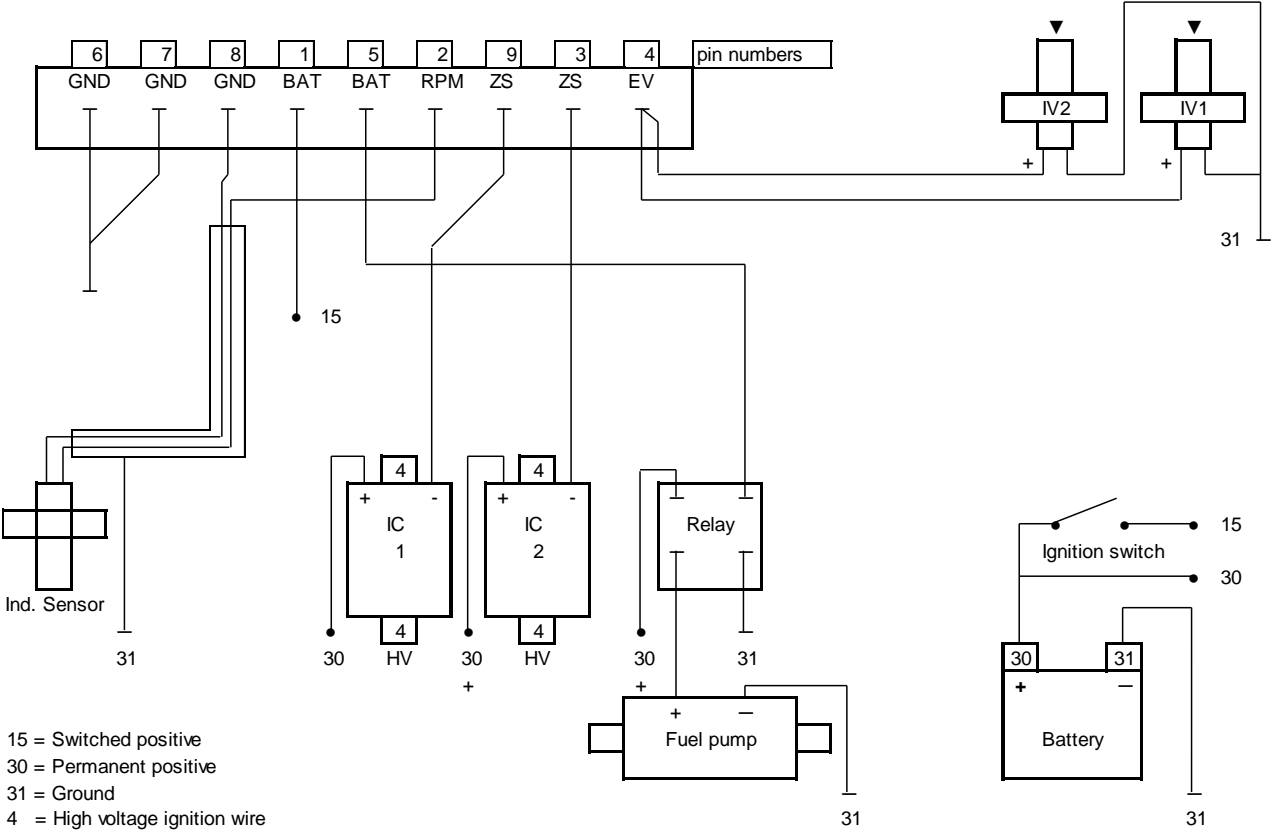 6 7 8 1 5 2 9 3 4 pin numbers
GND GND GND BAT BAT RPM ZS ZS EV
IV2 IV1
+ +
31
15
4 4
+ - + -
IC IC Relay
1 2
15
Ignition switch
30
Ind. Sensor
4 4
31 30 HV 30 HV 30 31 30 31
+ + + —
+ —
Fuel pump Battery
15 = Switched positive
30 = Permanent positive
31 = Ground
4 = High voltage ignition wire
31 31